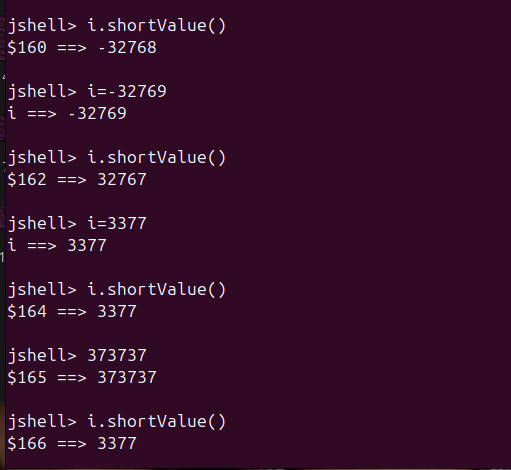 jshell> i.shortValue()
$160 ==> -32768
jshell> i=-32769
i ==> -32769
jshell> i.shortValue()
$162 ==> 32767
jshell> i=3377
i ==> 3377
jshell> i.shortValue()
$164 ==> 3377
jshell> 373737
$165 ==> 373737
jshell> i.shortValue()
$166 ==> 3377